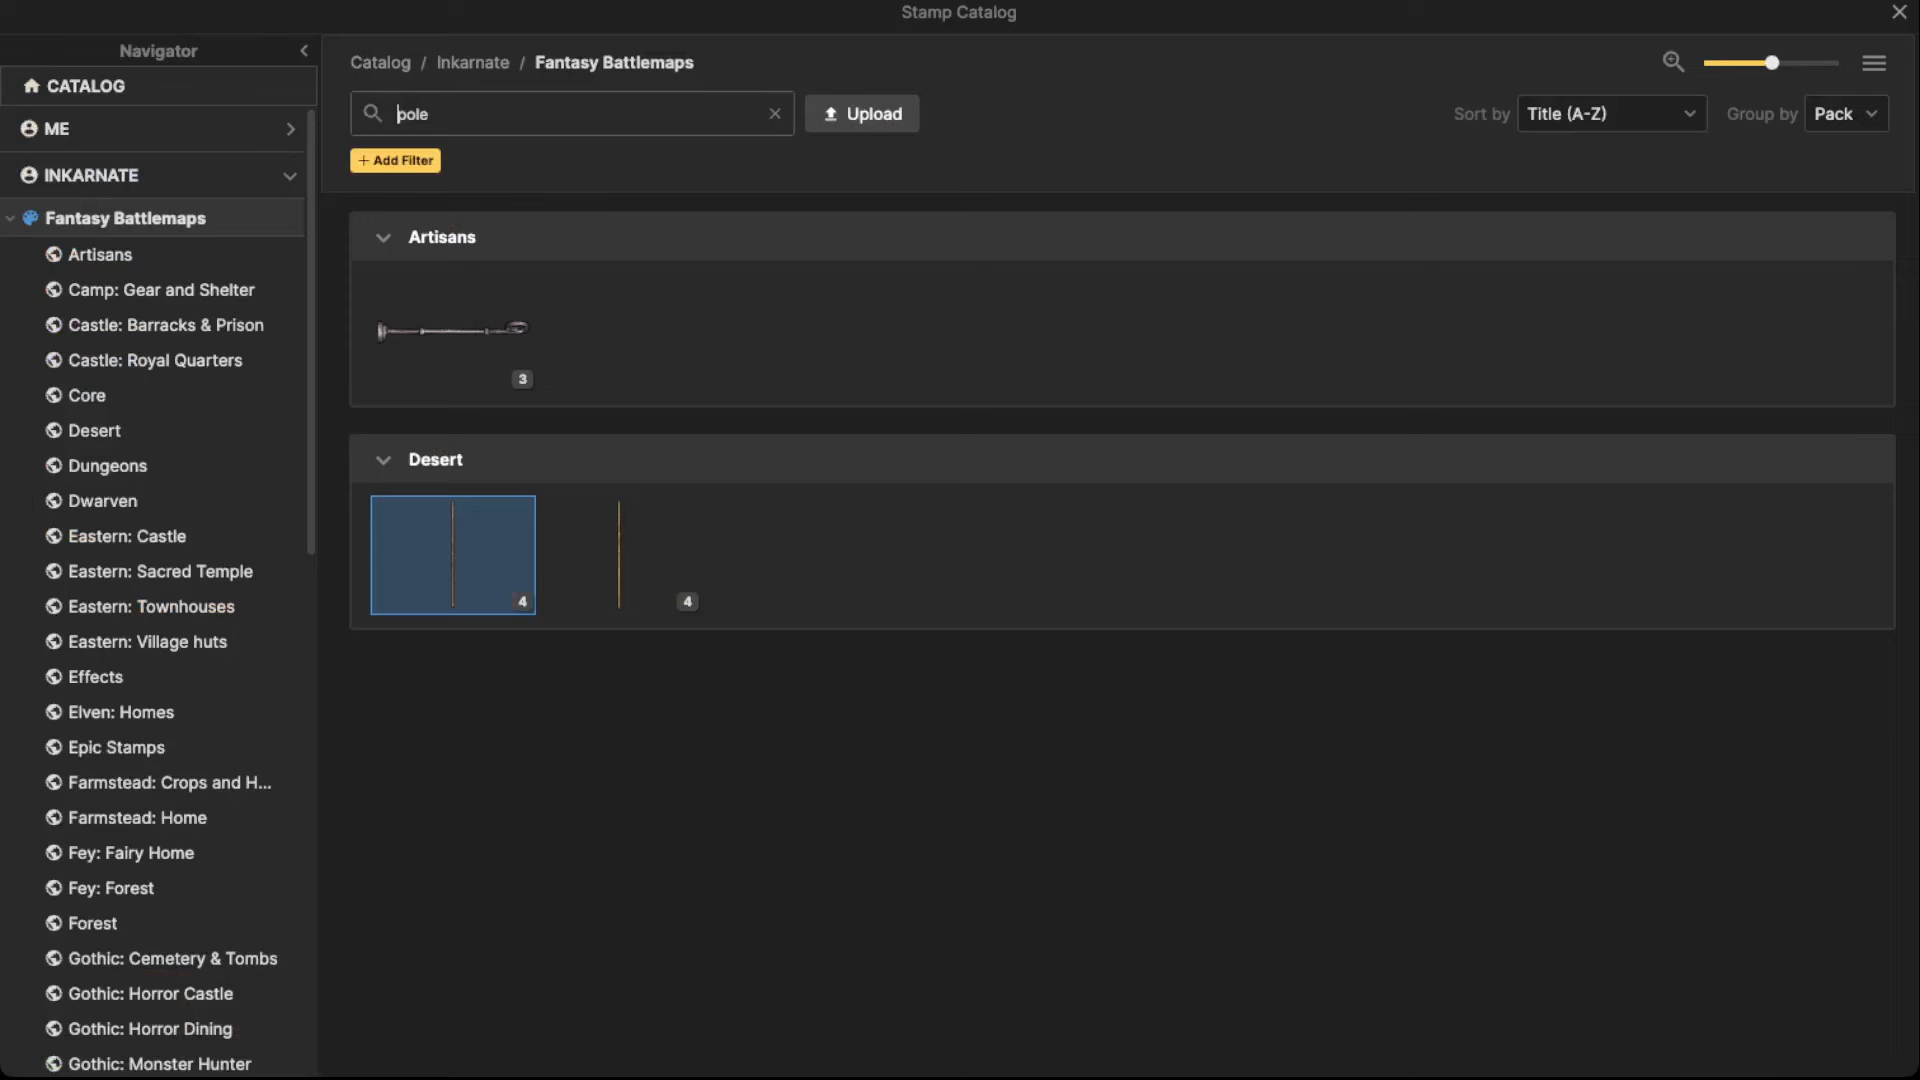 Stamp Catalog
Navigator
CATALOG
ME
INKARNATE
Fantasy Battlemaps
Artisans
Camp: Gear and Shelter
Castle: Barracks & Prison
Castle: Royal Quarters
Core
Desert
Dungeons
Dwarven
Eastern: Castle
Eastern: Sacred Temple
Eastern: Townhouses
Eastern: Village huts
Effects
Elven: Homes
Epic Stamps
Farmstead: Crops and H...
Farmstead: Home
Fey: Fairy Home
Fey: Forest
Forest
Gothic: Cemetery & Tombs
Gothic: Horror Castle
Gothic: Horror Dining
Gothic: Monster Hunter
Catalog / Inkarnate / Fantasy Battlemaps
pole
Upload
Sort by Title (A-Z) Group by Pack
+ Add Filter
Artisans
3
Desert
4 4